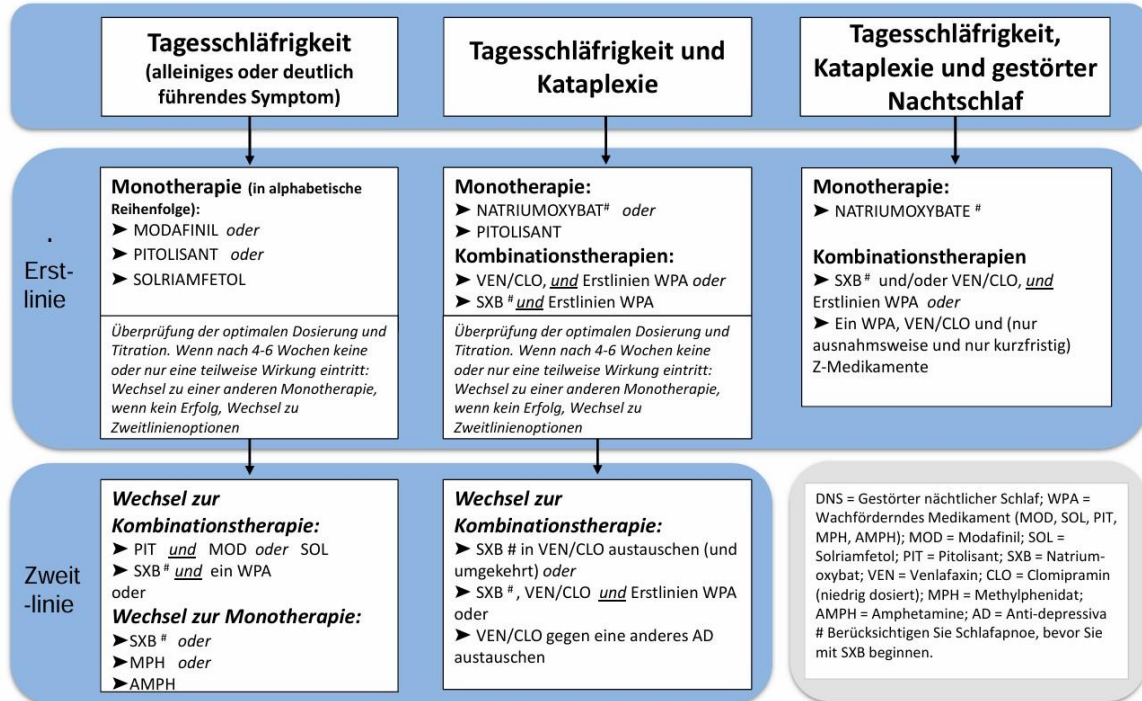 Tagesschläfrigkeit
(alleiniges oder deutlich
führendes Symptom)
Tagesschläfrigkeit und
Kataplexie
Tagesschläfrigkeit,
Kataplexie und gestörter
Nachtschlaf
.
Erst-
linie
Monotherapie (in alphabetische
Reihenfolge):
➤ MODAFINIL oder
➤ PITOLISANT oder
➤ SOLRIAMFETOL
Überprüfung der optimalen Dosierung und
Titration. Wenn nach 4-6 Wochen keine
oder nur eine teilweise Wirkung eintritt:
Wechsel zu einer anderen Monotherapie,
wenn kein Erfolg, Wechsel zu
Zweitlinienoptionen
Monotherapie:
➤ NATRIUMOXYBAT# oder
➤ PITOLISANT
Kombinationstherapien:
➤ VEN/CLO, und Erstlinien WPA oder
➤ SXB # und Erstlinien WPA
Überprüfung der optimalen Dosierung und
Titration. Wenn nach 4-6 Wochen keine
oder nur eine teilweise Wirkung eintritt:
Wechsel zu einer anderen Monotherapie,
wenn kein Erfolg, Wechsel zu
Zweitlinienoptionen
Monotherapie:
➤ NATRIUMOXYBATE #
Kombinationstherapien
➤ SXB # und/oder VEN/CLO, und
Erstlinien WPA oder
➤ Ein WPA, VEN/CLO und (nur
ausnahmsweise und nur kurzfristig)
Z-Medikamente
Zweit
-linie
Wechsel zur
Kombinationstherapie:
➤ PIT und MOD oder SOL
➤ SXB # und ein WPA
oder
Wechsel zur Monotherapie:
➤SXB # oder
➤MPH oder
➤AMPH
Wechsel zur
Kombinationstherapie:
➤ SXB # in VEN/CLO austauschen (und
umgekehrt) oder
➤ SXB #, VEN/CLO und Erstlinien WPA
oder
➤ VEN/CLO gegen eine anderes AD
austauschen
DNS = Gestörter nächtlicher Schlaf; WPA =
Wachförderndes Medikament (MOD, SOL, PIT,
MPH, AMPH); MOD = Modafinil; SOL =
Solriamfetol; PIT = Pitolisant; SXB = Natrium-
oxybat; VEN = Venlafaxin; CLO = Clomipramin
(niedrig dosiert); MPH = Methylphenidat;
AMPH = Amphetamine; AD = Anti-depressiva
# Berücksichtigen Sie Schlafapnoe, bevor Sie
mit SXB beginnen.